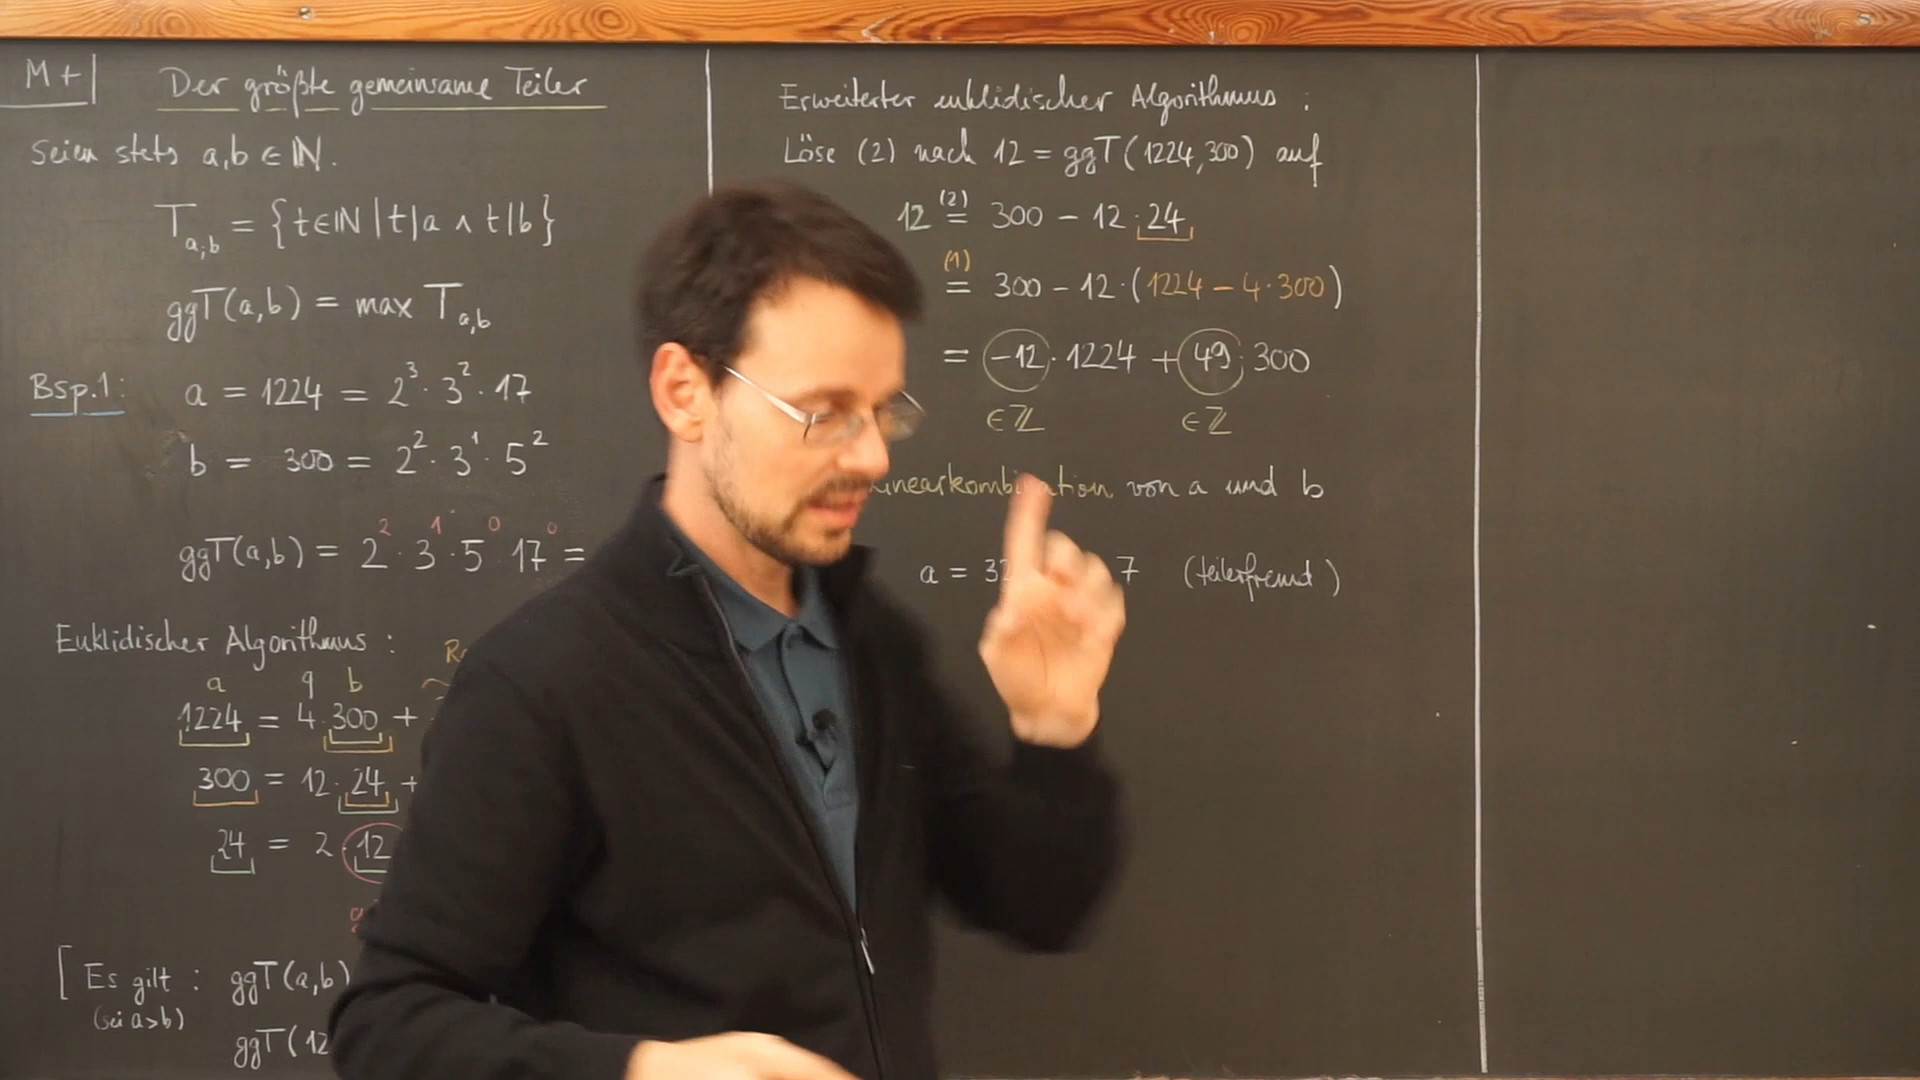 M+
Der größte gemeinsame Teiler
Seien stets a,b ∈ ℕ.
T_{a;b} = {t∈ℕ | t|a ∧ t|b}
ggT(a,b) = max T_{a,b}
Bsp.1: a = 1224 = 2³ · 3² · 17
b = 300 = 2² · 3¹ · 5²
ggT(a,b) = 2² · 3¹ · 5⁰ 17⁰ =
Euklidischer Algorithmus :
a q b
1224 = 4 · 300 +
300 = 12 · 24 +
24 = 2 · 12
[ Es gilt : ggT(a,b)
(sei a>b)
ggT(12
Erweiterter euklidischer Algorithmus :
Löse (2) nach 12 = ggT(1224,300) auf
12 (2)= 300 − 12 · 24
(1)= 300 − 12 · (1224 − 4 · 300)
= −12 · 1224 + 49 · 300
∈ℤ ∈ℤ
Linearkombination von a und b
a = 7 (teilerfremd)